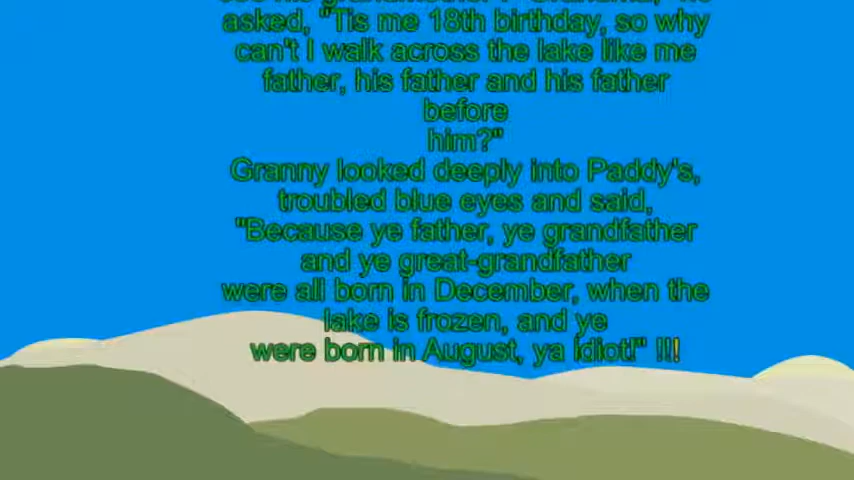 asked, "Tis me 18th birthday, so why
can't I walk across the lake like me
father, his father and his father
before
him?"
Granny looked deeply into Paddy's,
troubled blue eyes and said,
"Because ye father, ye grandfather
and ye great-grandfather
were all born in December, when the
lake is frozen, and ye
were born in August, ya idiot!" !!!